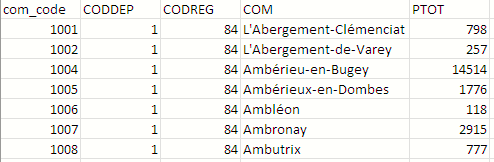 com_code CODDEP CODREG COM PTOT
1001 1 84 L'Abergement-Clémenciat 798
1002 1 84 L'Abergement-de-Varey 257
1004 1 84 Ambérieu-en-Bugey 14514
1005 1 84 Ambérieux-en-Dombes 1776
1006 1 84 Ambléon 118
1007 1 84 Ambronay 2915
1008 1 84 Ambutrix 777